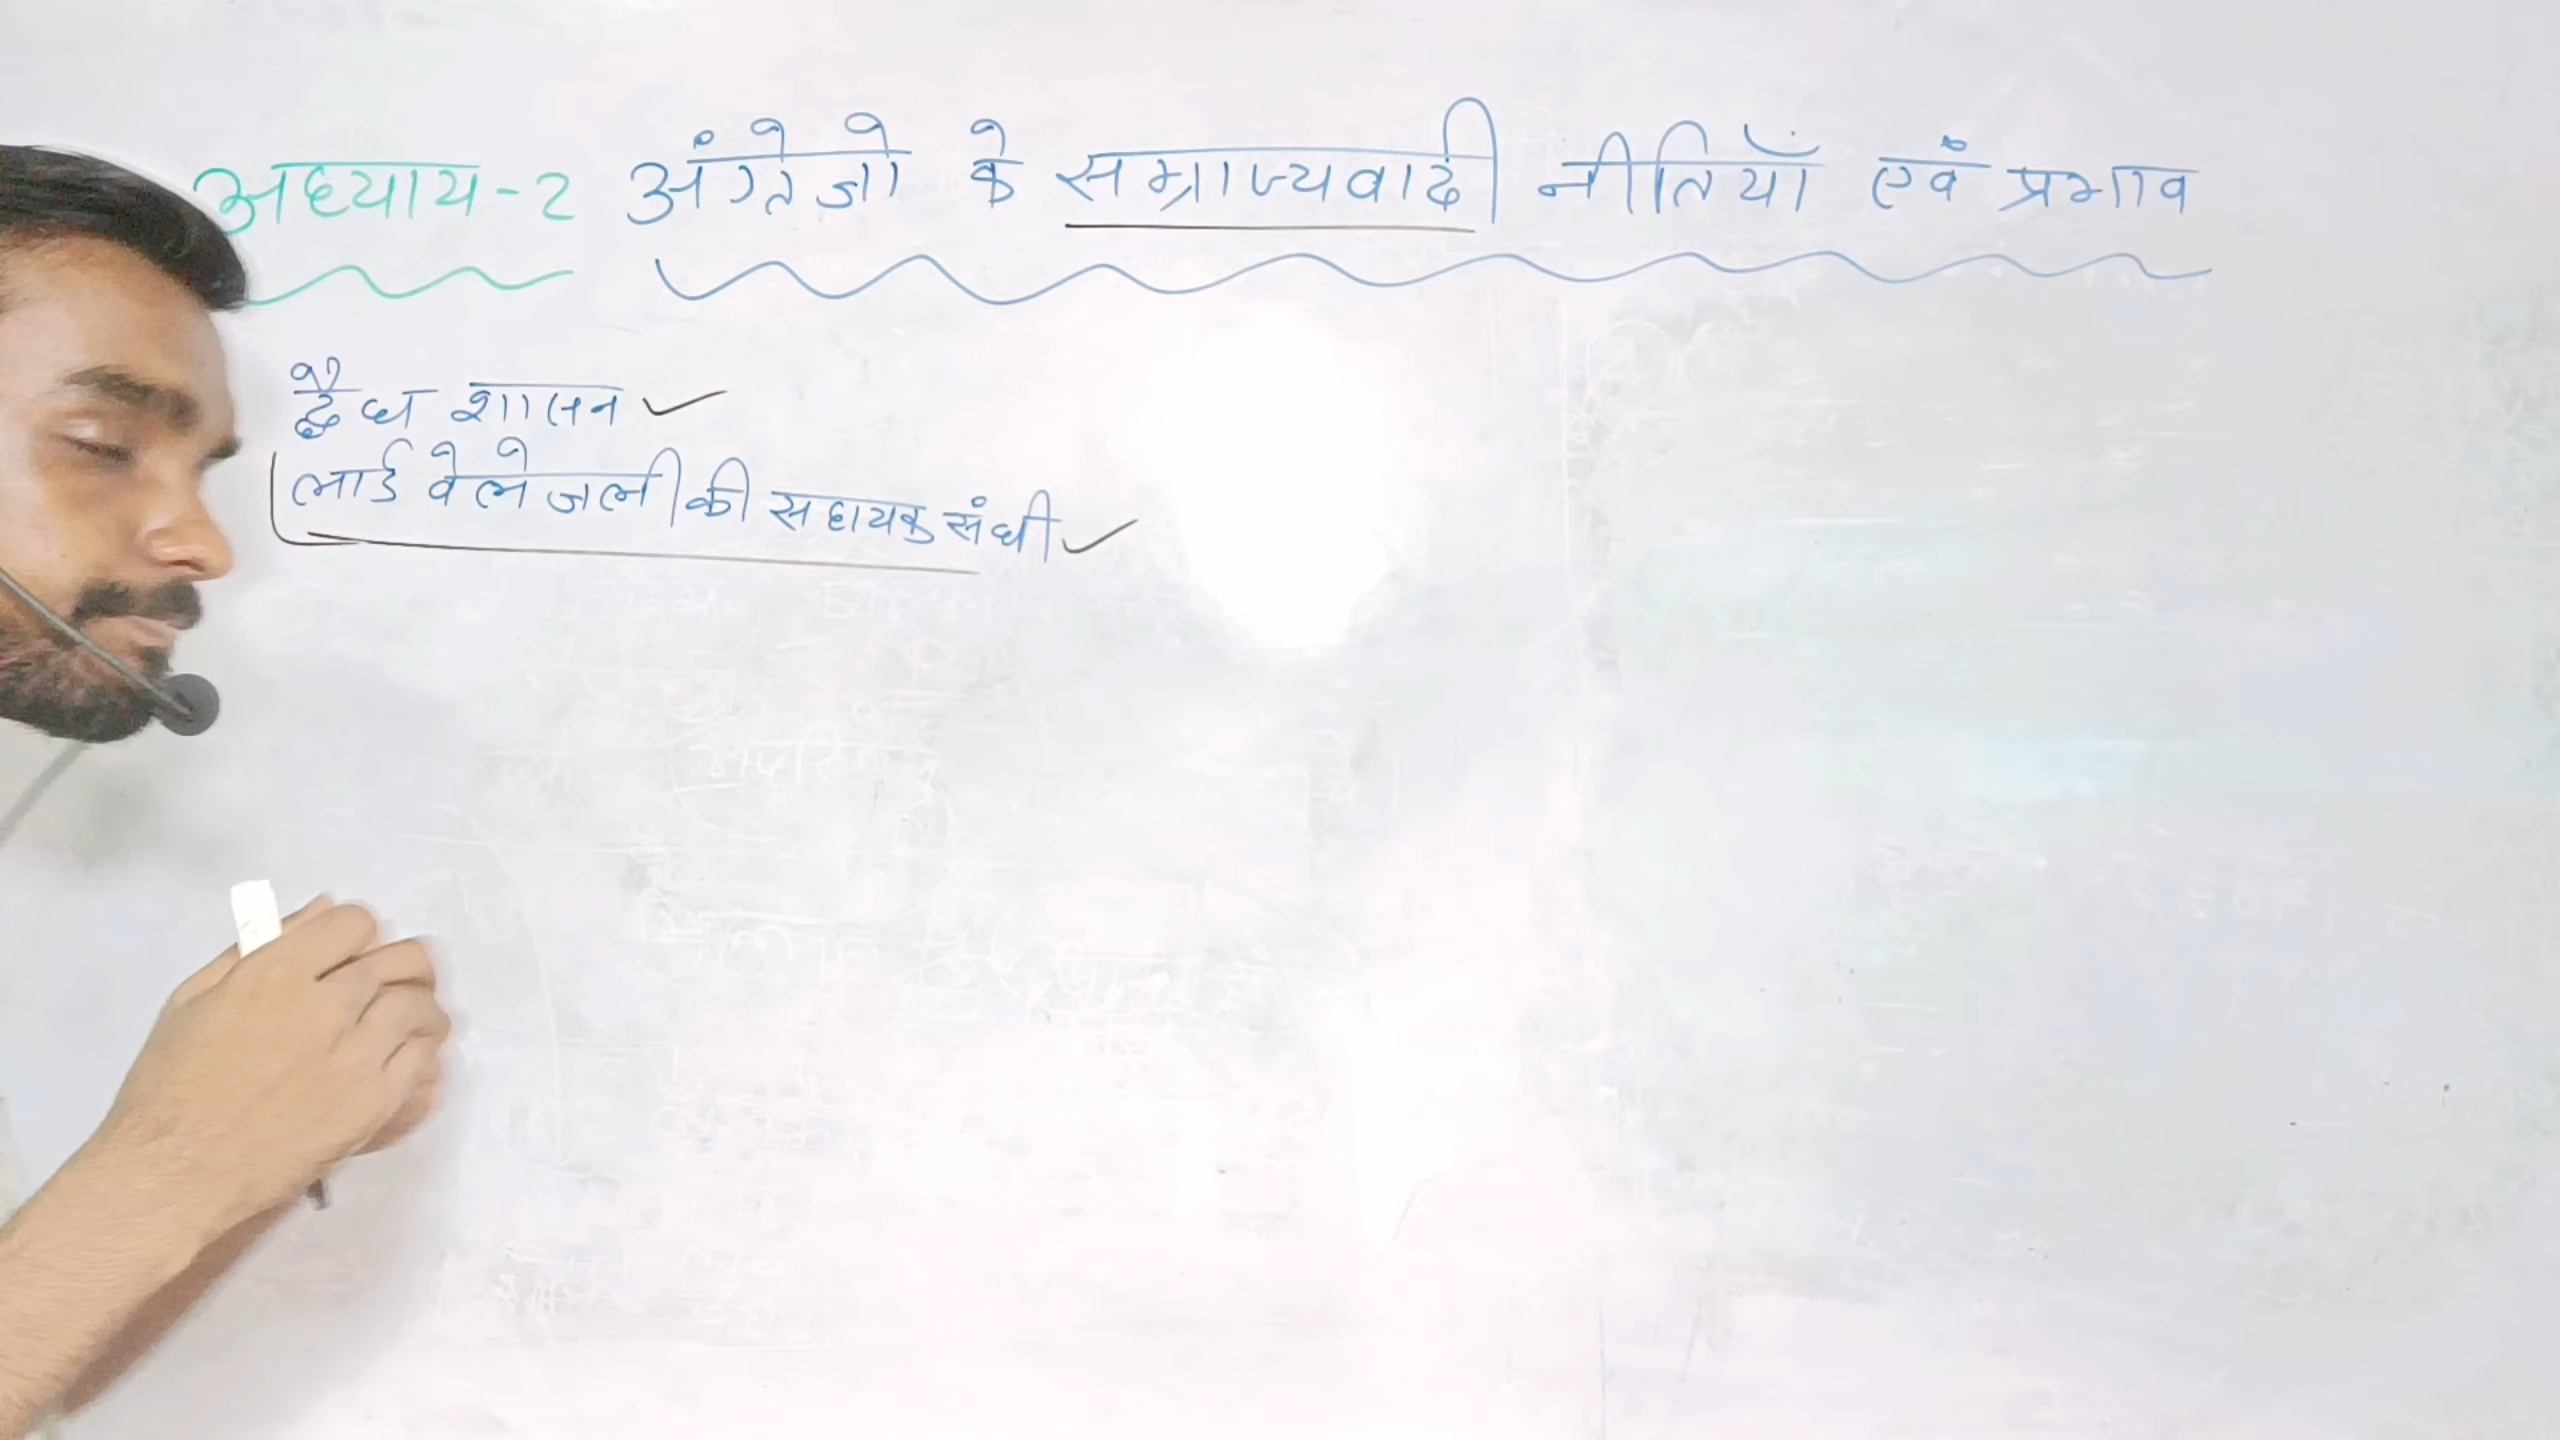 अध्याय-2 अंग्रेजो के सम्राज्यवादी नीतियाँ एवं प्रभाव
द्वैध शासन ✓
लार्ड वेलेजली की सहायक संधी ✓